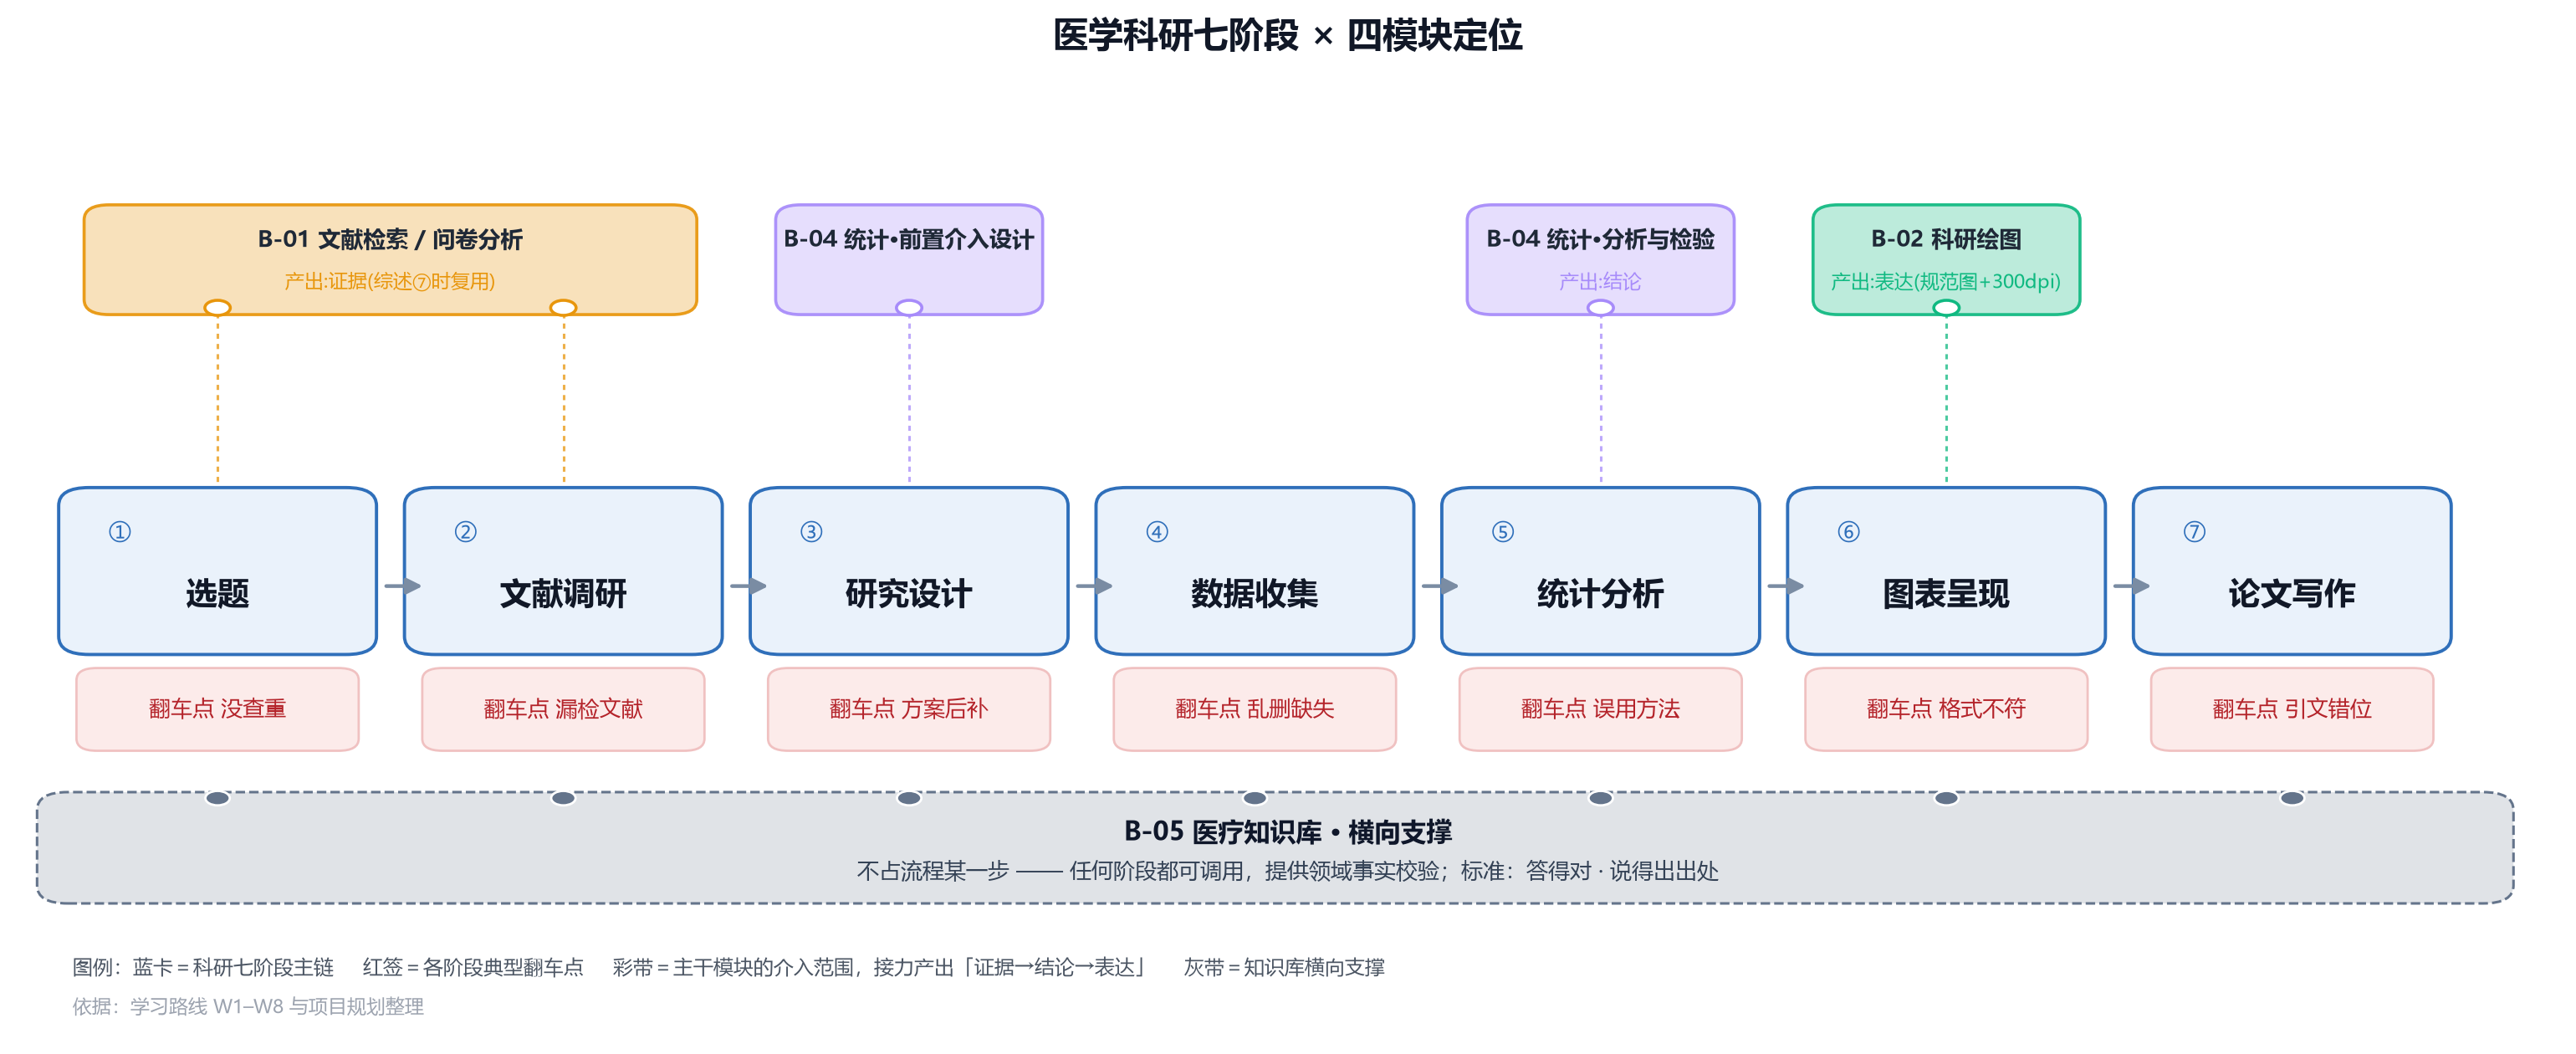 医学科研七阶段 × 四模块定位
B-01 文献检索 / 问卷分析
产出:证据(综述⑦时复用)
B-04 统计•前置介入设计
B-04 统计•分析与检验
产出:结论
B-02 科研绘图
产出:表达(规范图+300dpi)
①
选题
②
文献调研
③
研究设计
④
数据收集
⑤
统计分析
⑥
图表呈现
⑦
论文写作
翻车点 没查重
翻车点 漏检文献
翻车点 方案后补
翻车点 乱删缺失
翻车点 误用方法
翻车点 格式不符
翻车点 引文错位
B-05 医疗知识库 • 横向支撑
不占流程某一步 —— 任何阶段都可调用，提供领域事实校验；标准：答得对 · 说得出出处
图例：蓝卡＝科研七阶段主链 红签＝各阶段典型翻车点 彩带＝主干模块的介入范围，接力产出「证据→结论→表达」 灰带＝知识库横向支撑
依据：学习路线 W1–W8 与项目规划整理